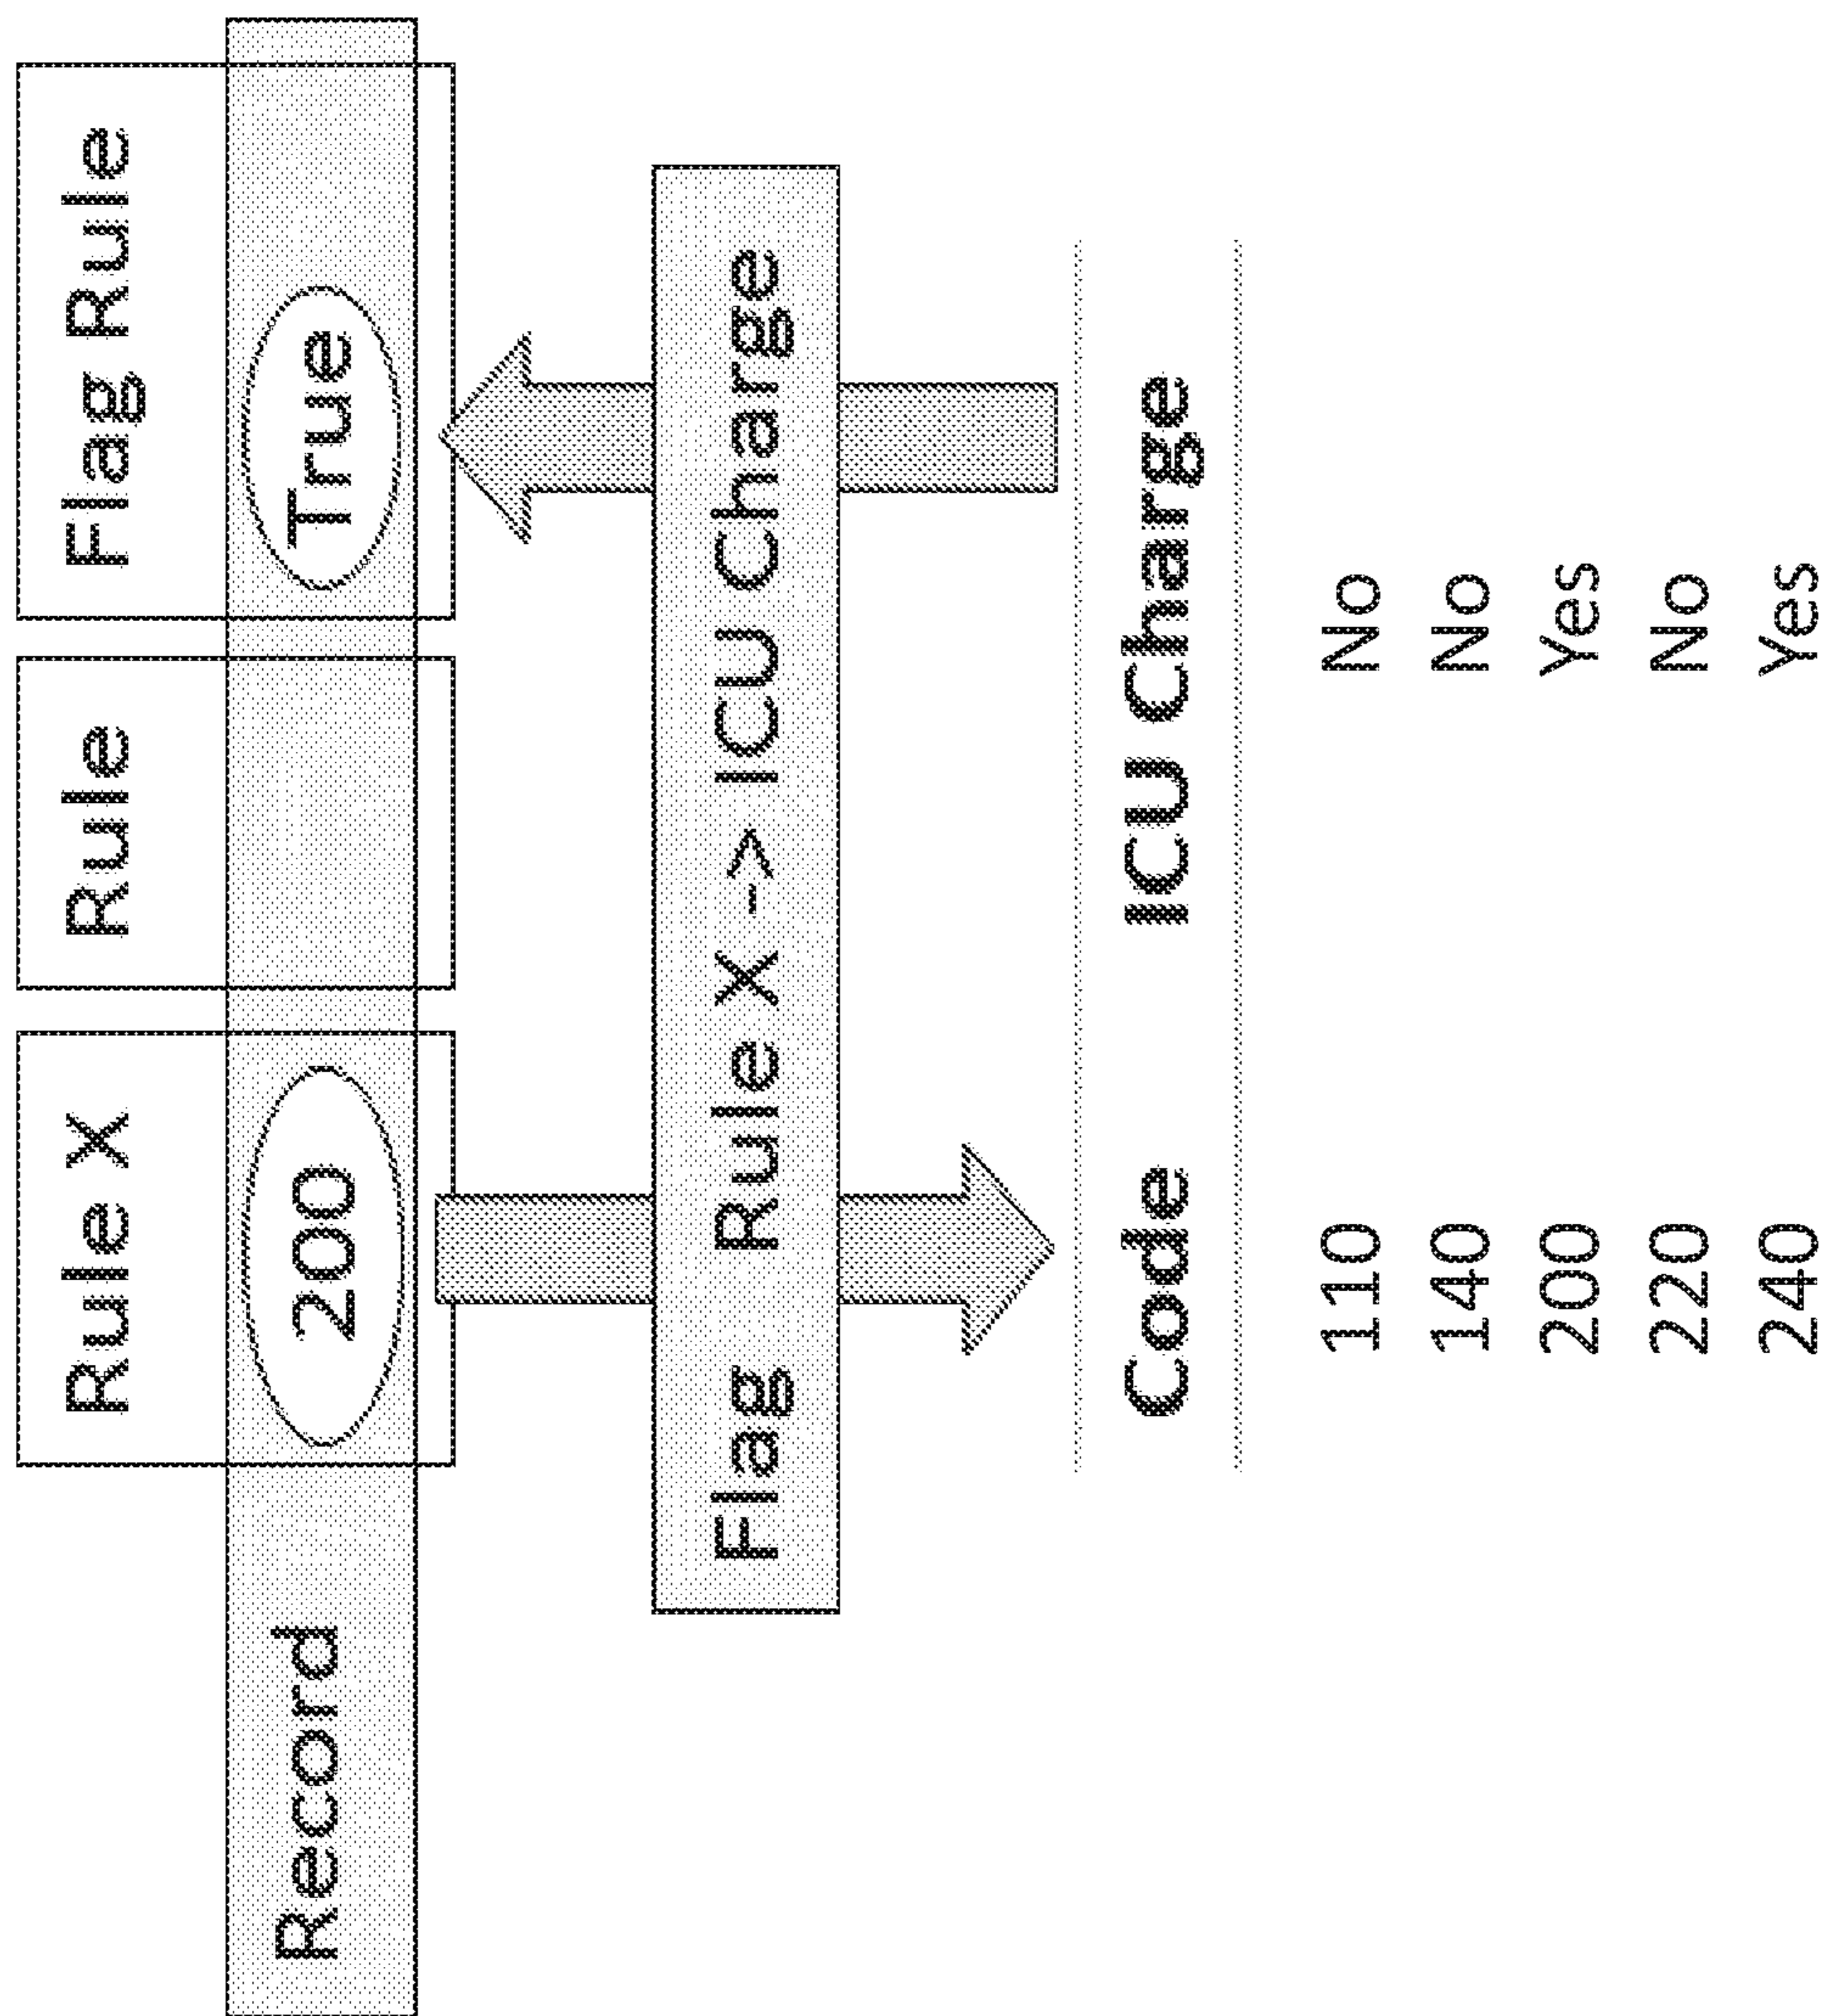 Rule X Rule Flag Rule
Record 200 True
Flag Rule X -> ICU Charge
Code ICU Charge
110 No
140 No
200 Yes
220 No
240 Yes